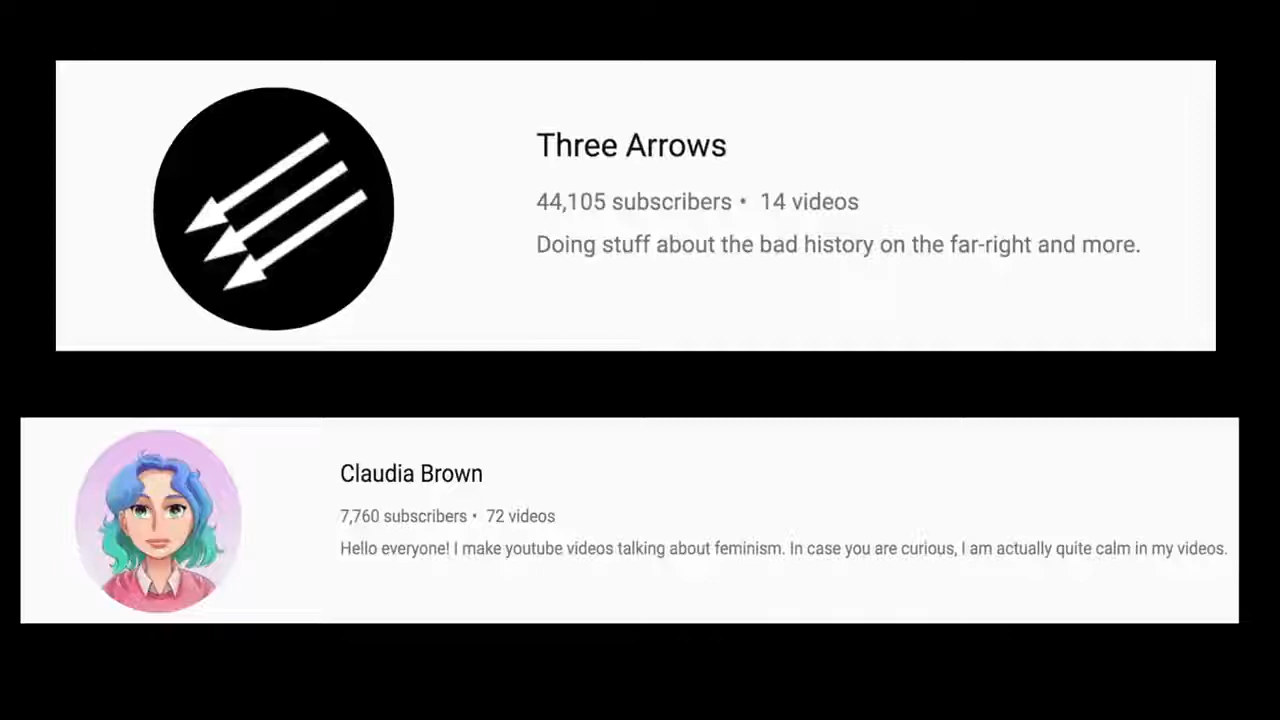 Three Arrows
44,105 subscribers • 14 videos
Doing stuff about the bad history on the far-right and more.
Claudia Brown
7,760 subscribers • 72 videos
Hello everyone! I make youtube videos talking about feminism. In case you are curious, I am actually quite calm in my videos.